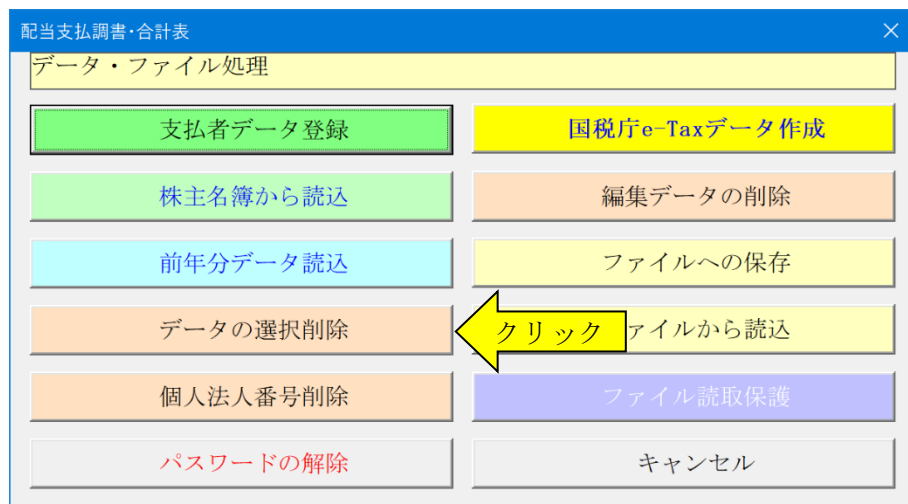 配当支払調書・合計表
データ・ファイル処理
支払者データ登録
国税庁e-Taxデータ作成
株主名簿から読込
編集データの削除
前年分データ読込
ファイルへの保存
データの選択削除
クリック
ァイルから読込
個人法人番号削除
ファイル読取保護
パスワードの解除
キャンセル